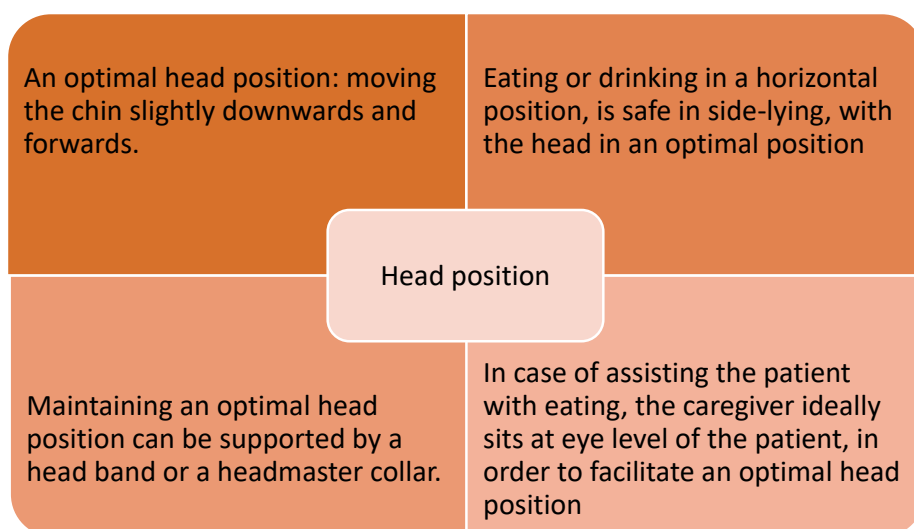 An optimal head position: moving
the chin slightly downwards and
forwards.
Eating or drinking in a horizontal
position, is safe in side-lying, with
the head in an optimal position
Head position
Maintaining an optimal head
position can be supported by a
head band or a headmaster collar.
In case of assisting the patient
with eating, the caregiver ideally
sits at eye level of the patient, in
order to facilitate an optimal head
position